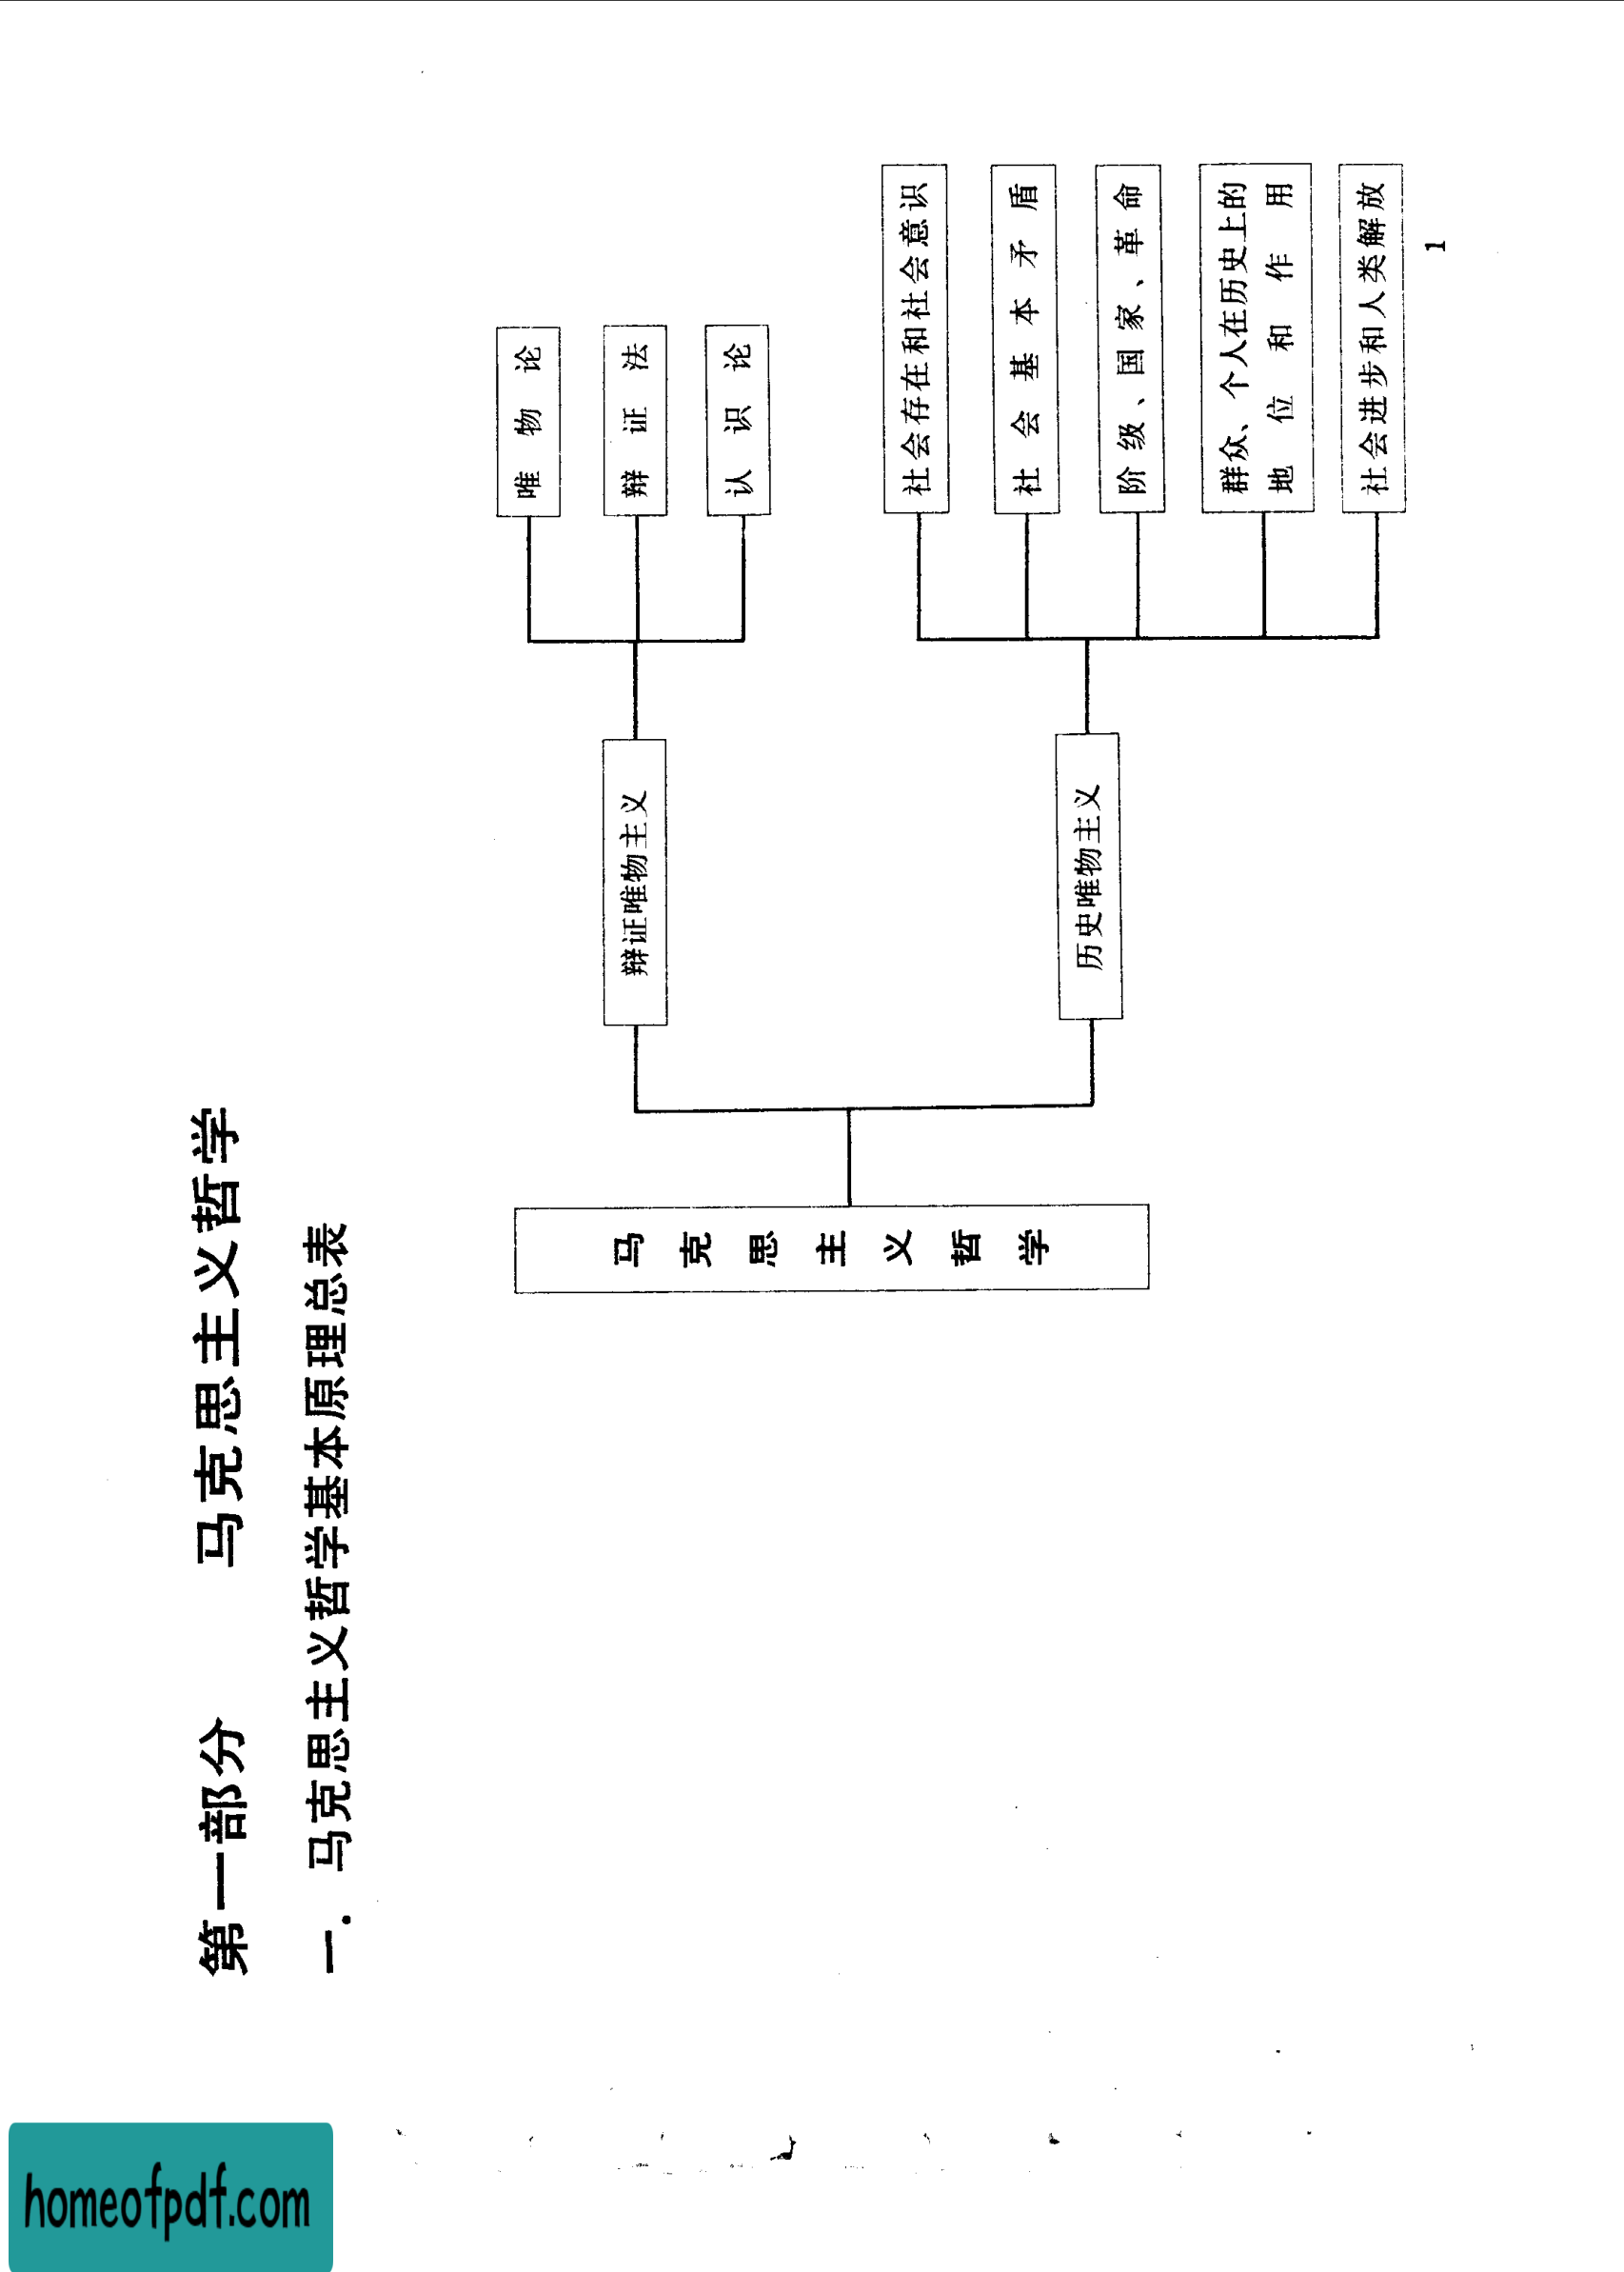 第一部分 马克思主义哲学
一. 马克思主义哲学基本原理总表
马克思主义哲学
辩证唯物主义
唯物论
辩证法
认识论
历史唯物主义
社会存在和社会意识
社会基本矛盾
阶级、国家、革命
群众、个人在历史上的
地位和作用
社会进步和人类解放
1
homeofpdf.com